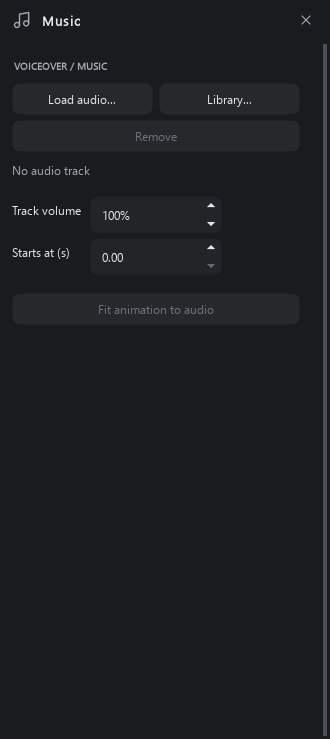 Music
VOICEOVER / MUSIC
Load audio... Library...
Remove
No audio track
Track volume 100%
Starts at (s) 0.00
Fit animation to audio